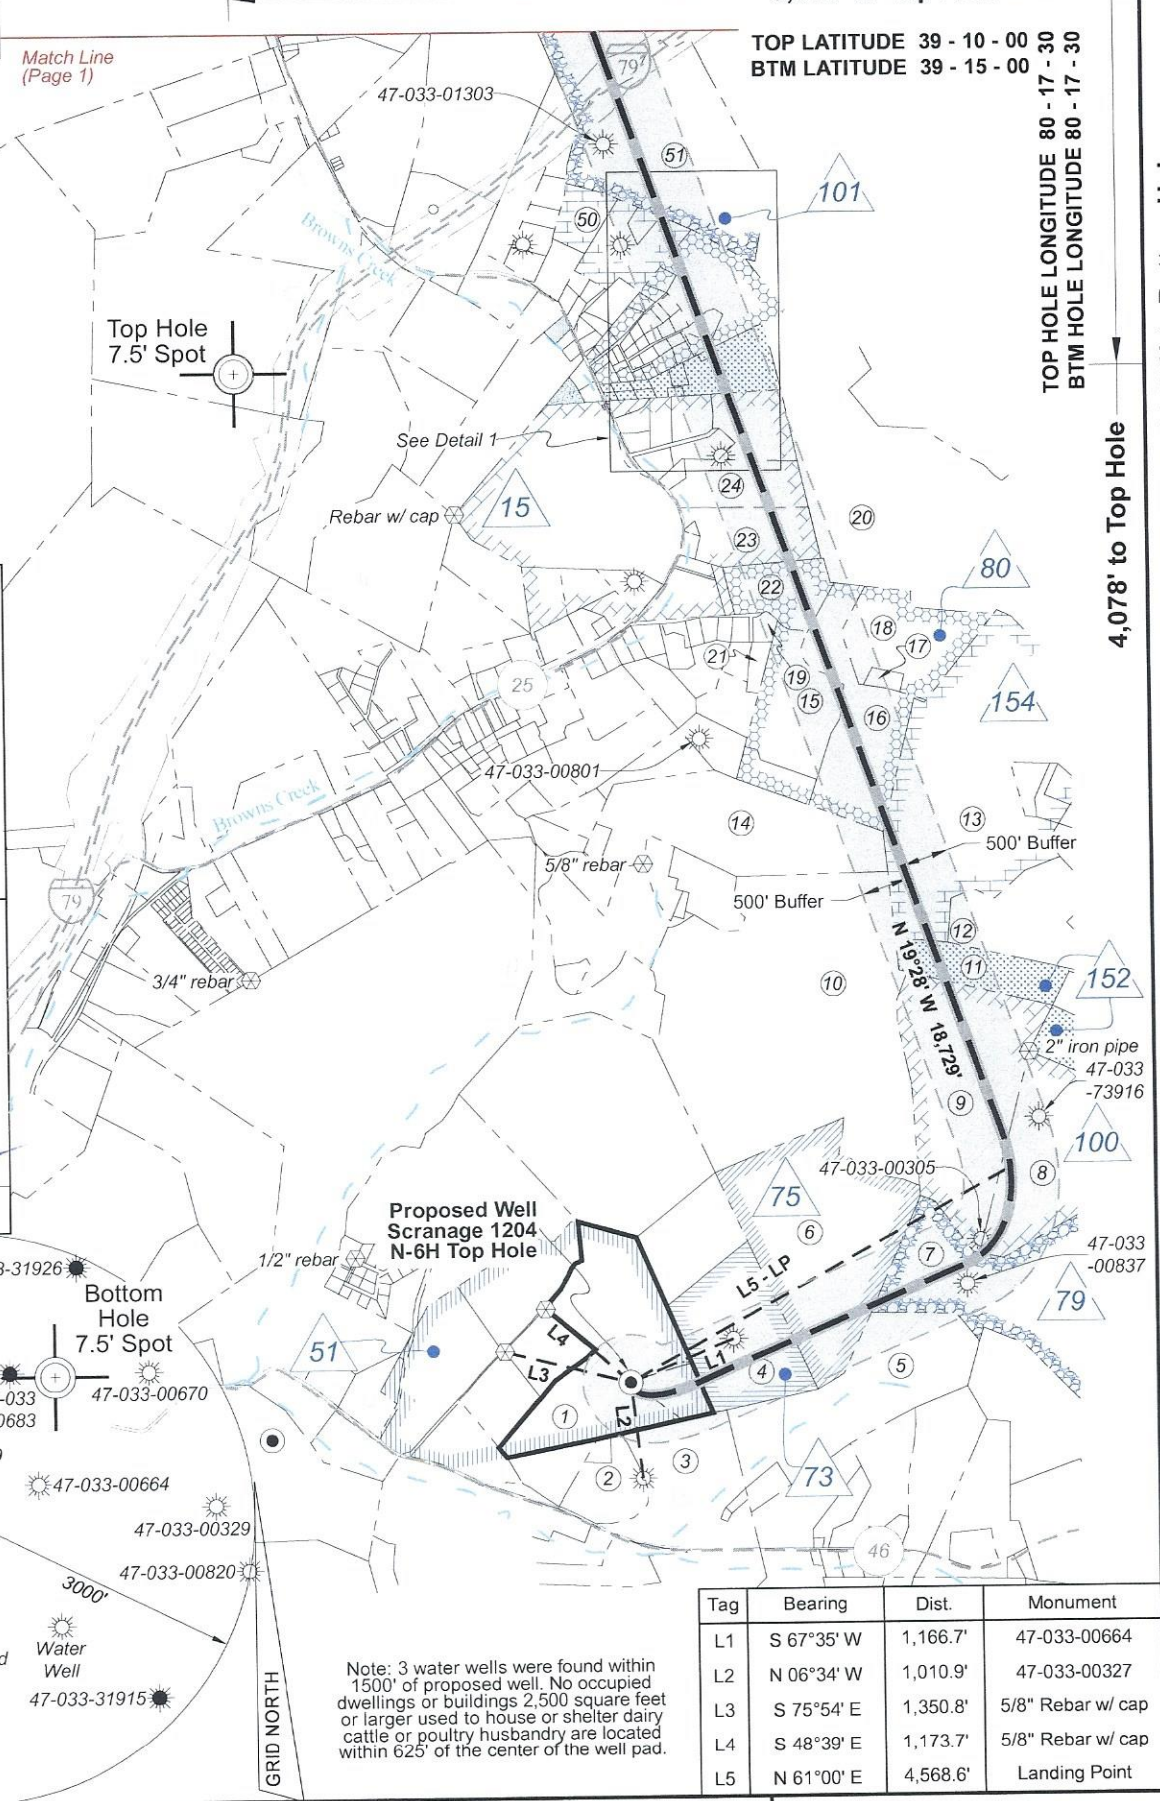 TOP LATITUDE 39 - 10 - 00
BTM LATITUDE 39 - 15 - 00
TOP HOLE LONGITUDE 80 - 17 - 30
BTM HOLE LONGITUDE 80 - 17 - 30
4,078' to Top Hole
Match Line
(Page 1)
79
47-033-01303
51
101
50
Browns Creek
Top Hole
7.5' Spot
See Detail 1
24
15
Rebar w/ cap
20
23
80
22
18
17
21
19
15
154
25
16
47-033-00801
Browns Creek
14
13
500' Buffer
5/8" rebar
79
500' Buffer
12
11
3/4" rebar
10
152
N 19°28' W 18,729'
2" iron pipe
47-033
-73916
9
100
47-033-00305
8
75
Proposed Well
Scranage 1204
N-6H Top Hole
6
7
47-033
-00837
1/2" rebar
-31926
L5 - LP
Bottom
Hole
7.5' Spot
79
51
L4
L1
L3
4
5
47-033-00670
-033
0683
1
L2
3
2
73
47-033-00664
47-033-00329
46
47-033-00820
3000'
Water
Well
47-033-31915
GRID NORTH
Note: 3 water wells were found within
1500' of proposed well. No occupied
dwellings or buildings 2,500 square feet
or larger used to house or shelter dairy
cattle or poultry husbandry are located
within 625' of the center of the well pad.
Tag Bearing Dist. Monument
L1 S 67°35' W 1,166.7' 47-033-00664
L2 N 06°34' W 1,010.9' 47-033-00327
L3 S 75°54' E 1,350.8' 5/8" Rebar w/ cap
L4 S 48°39' E 1,173.7' 5/8" Rebar w/ cap
L5 N 61°00' E 4,568.6' Landing Point